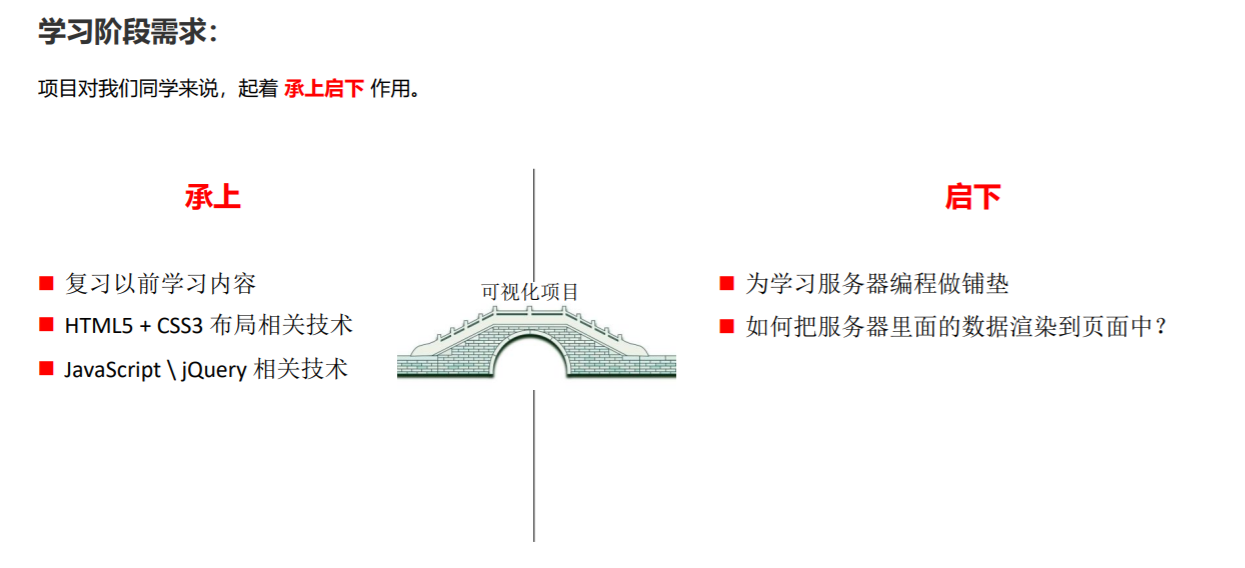 学习阶段需求：
项目对我们同学来说，起着 承上启下 作用。
承上
复习以前学习内容
HTML5 + CSS3 布局相关技术
JavaScript \ jQuery 相关技术
可视化项目
启下
为学习服务器编程做铺垫
如何把服务器里面的数据渲染到页面中？